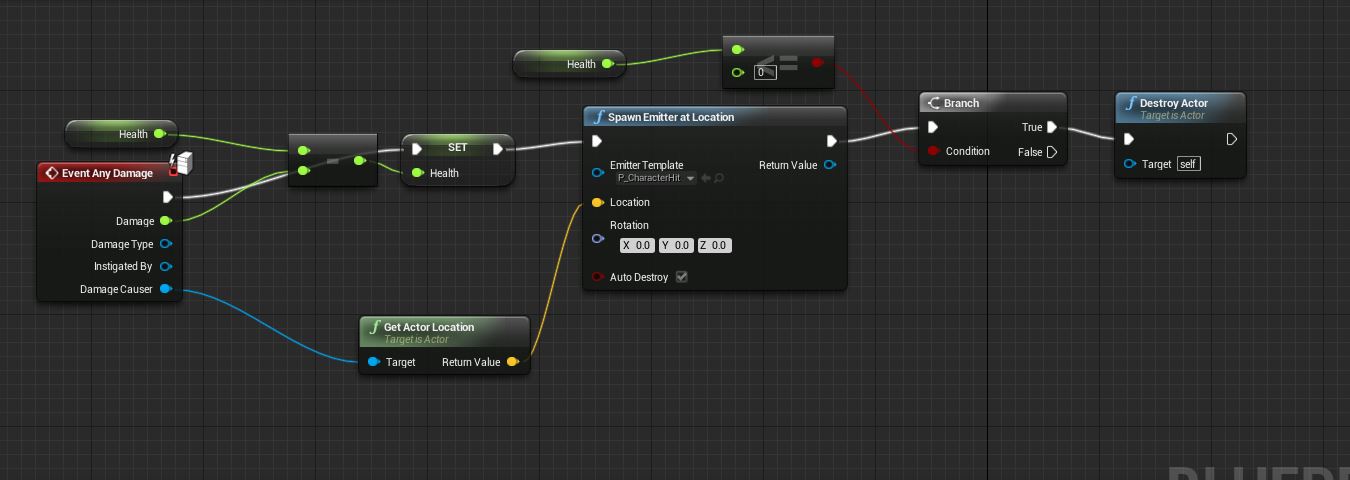 Health
<=
0
Health
-
SET
Health
Event Any Damage
Damage
Damage Type
Instigated By
Damage Causer
Get Actor Location
Target is Actor
Target Return Value
Spawn Emitter at Location
Emitter Template Return Value
P_CharacterHit
Location
Rotation
X 0.0 Y 0.0 Z 0.0
Auto Destroy
Branch
True
Condition False
Destroy Actor
Target is Actor
Target self